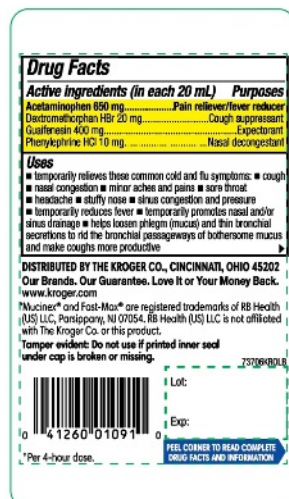 Drug Facts
Active ingredients (in each 20 mL) Purposes
Acetaminophen 650 mg....................Pain reliever/fever reducer
Dextromethorphan HBr 20 mg....................Cough suppressant
Guaifenesin 400 mg....................Expectorant
Phenylephrine HCl 10 mg....................Nasal decongestant
Uses
■ temporarily relieves these common cold and flu symptoms: ■ cough
■ nasal congestion ■ minor aches and pains ■ sore throat
■ headache ■ stuffy nose ■ sinus congestion and pressure
■ temporarily reduces fever ■ temporarily promotes nasal and/or
sinus drainage ■ helps loosen phlegm (mucus) and thin bronchial
secretions to rid the bronchial passageways of bothersome mucus
and make coughs more productive
DISTRIBUTED BY THE KROGER CO., CINCINNATI, OHIO 45202
Our Brands. Our Guarantee. Love It or Your Money Back.
www.kroger.com
*Mucinex® and Fast-Max® are registered trademarks of RB Health
(US) LLC, Parsippany, NJ 07054. RB Health (US) LLC is not affiliated
with The Kroger Co. or this product.
Tamper evident: Do not use if printed inner seal
under cap is broken or missing.
73706KROLB
Lot:
Exp:
0 41260 01091 0
*Per 4-hour dose.
PEEL CORNER TO READ COMPLETE
DRUG FACTS AND INFORMATION